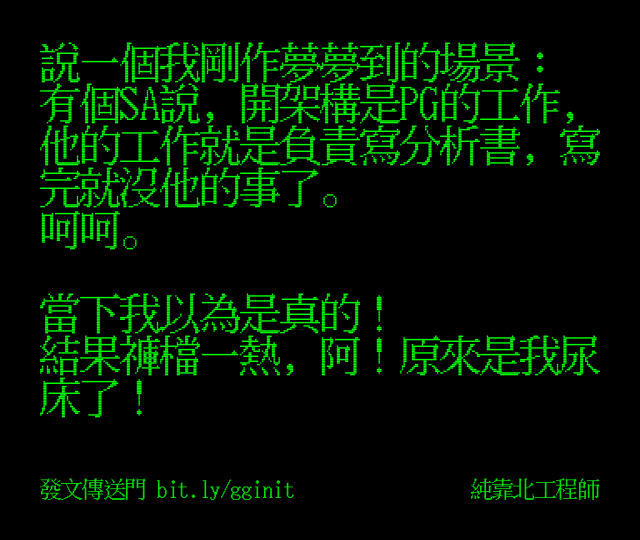 說一個我剛作夢夢到的場景：
有個SA說，開架構是PG的工作，
他的工作就是負責寫分析書，寫
完就沒他的事了。
呵呵。
當下我以為是真的！
結果褲檔一熱，阿！原來是我尿
床了！
發文傳送門 bit.ly/gginit
純靠北工程師